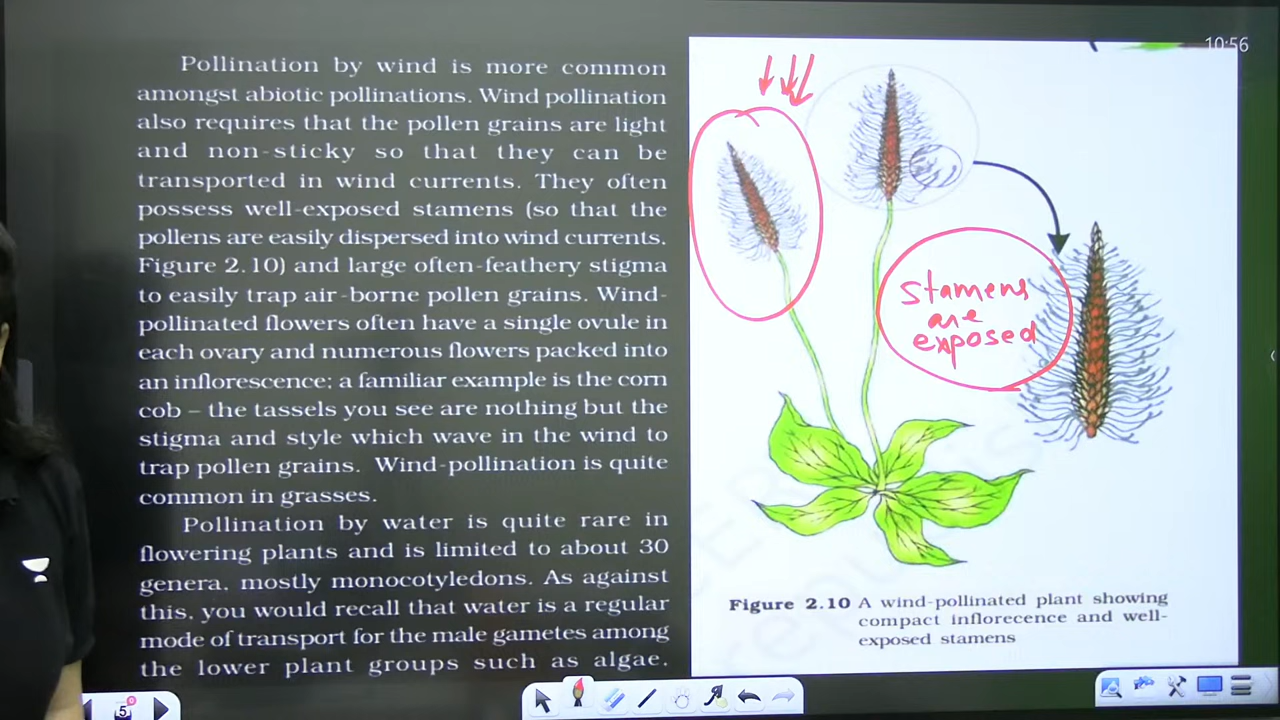 10:56
Pollination by wind is more common
amongst abiotic pollinations. Wind pollination
also requires that the pollen grains are light
and non-sticky so that they can be
transported in wind currents. They often
possess well-exposed stamens (so that the
pollens are easily dispersed into wind currents,
Figure 2.10) and large often-feathery stigma
to easily trap air-borne pollen grains. Wind-
pollinated flowers often have a single ovule in
each ovary and numerous flowers packed into
an inflorescence; a familiar example is the corn
cob – the tassels you see are nothing but the
stigma and style which wave in the wind to
trap pollen grains. Wind-pollination is quite
common in grasses.
Pollination by water is quite rare in
flowering plants and is limited to about 30
genera, mostly monocotyledons. As against
this, you would recall that water is a regular
mode of transport for the male gametes among
the lower plant groups such as algae.
Stamens
are
exposed
Figure 2.10 A wind-pollinated plant showing
compact inflorecence and well-
exposed stamens
5